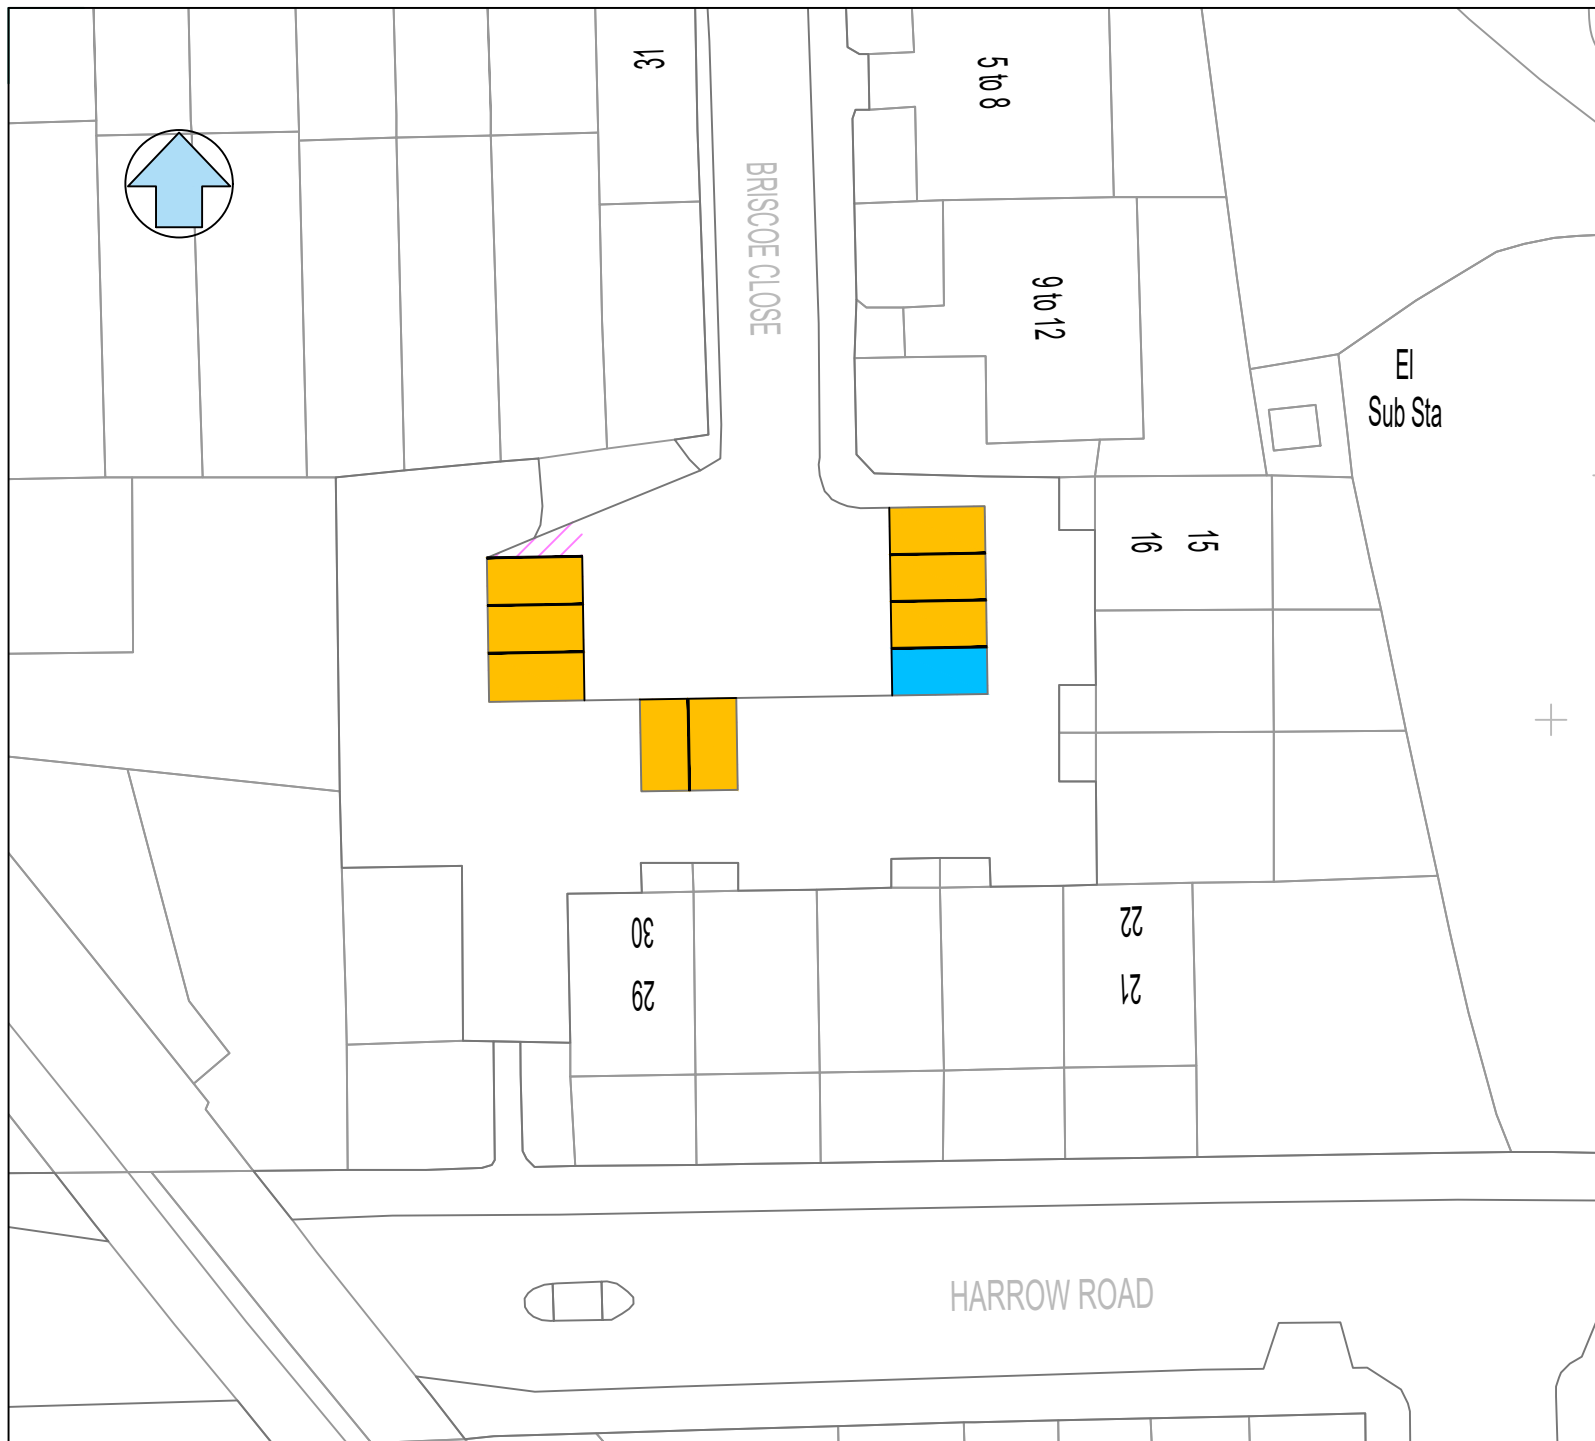 31
5 to 8
BRISCOE CLOSE
9 to 12
El
Sub Sta
16
15
30
29
22
21
HARROW ROAD